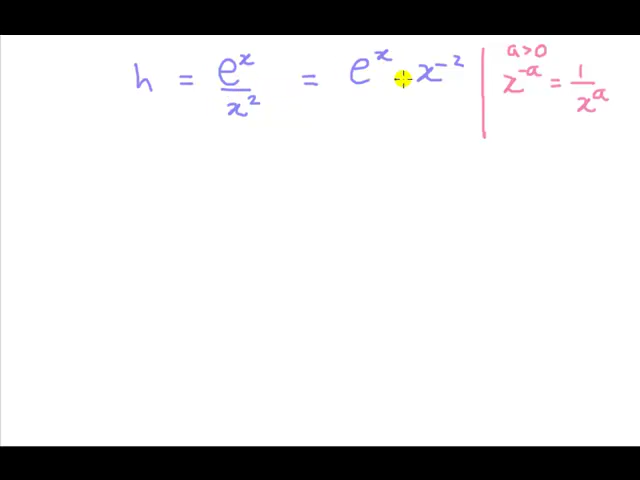 h = e^x / x^2 = e^x · x^-2
a>0
x^-a = 1 / x^a